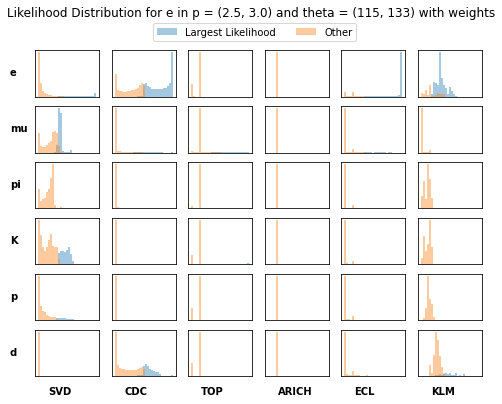 Likelihood Distribution for e in p = (2.5, 3.0) and theta = (115, 133) with weights
Largest Likelihood Other
e
mu
pi
K
p
d
SVD CDC TOP ARICH ECL KLM